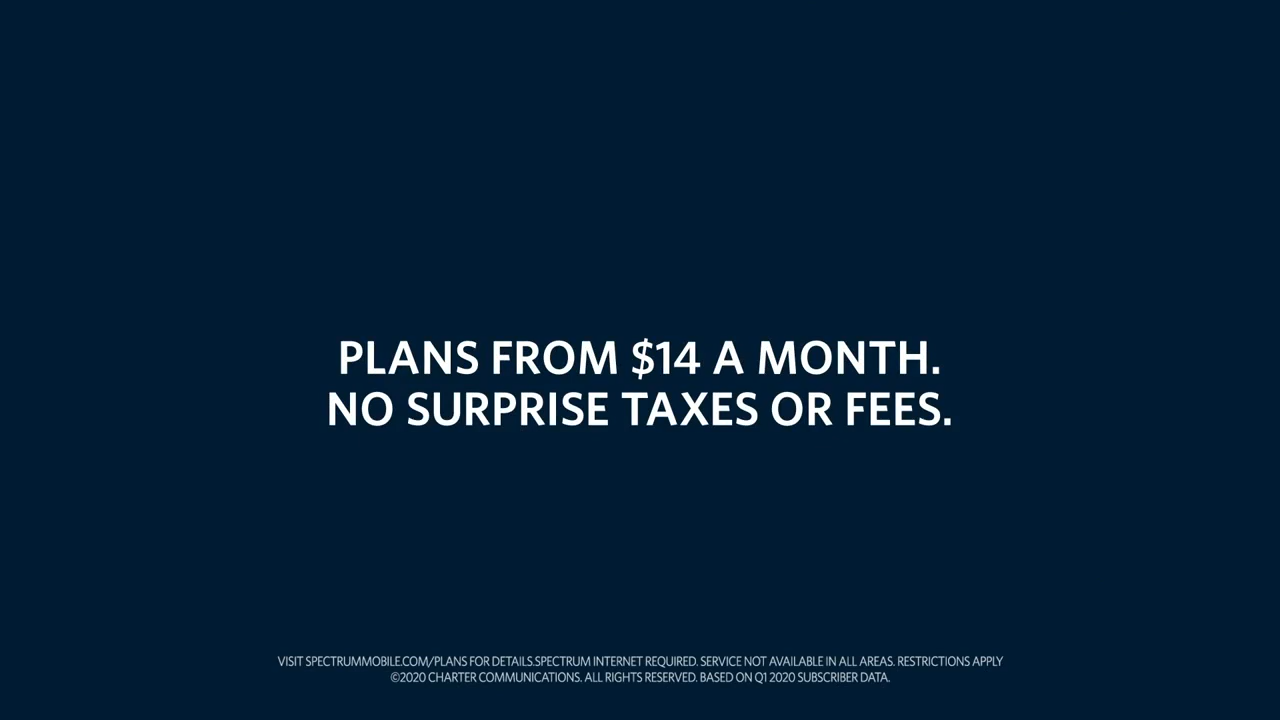 PLANS FROM $14 A MONTH.
NO SURPRISE TAXES OR FEES.
VISIT SPECTRUMMOBILE.COM/PLANS FOR DETAILS.SPECTRUM INTERNET REQUIRED. SERVICE NOT AVAILABLE IN ALL AREAS. RESTRICTIONS APPLY
©2020 CHARTER COMMUNICATIONS. ALL RIGHTS RESERVED. BASED ON Q1 2020 SUBSCRIBER DATA.